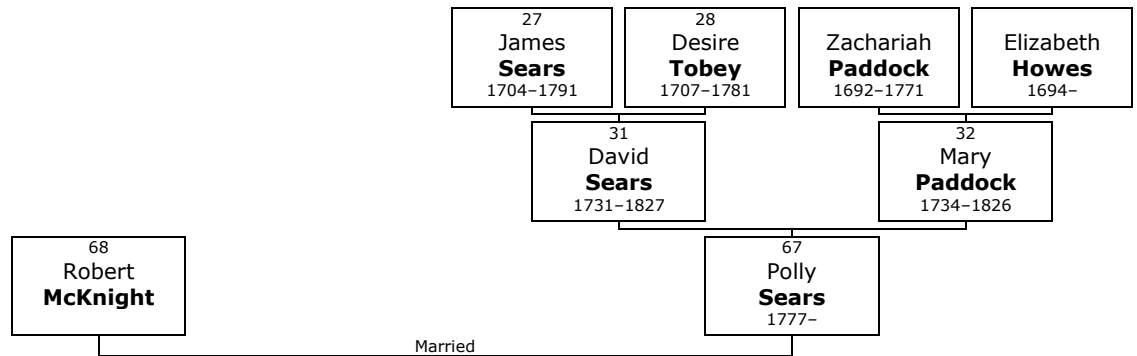 27
James
Sears
1704–1791
28
Desire
Tobey
1707–1781
Zachariah
Paddock
1692–1771
Elizabeth
Howes
1694–
31
David
Sears
1731–1827
32
Mary
Paddock
1734–1826
68
Robert
McKnight
67
Polly
Sears
1777–
Married